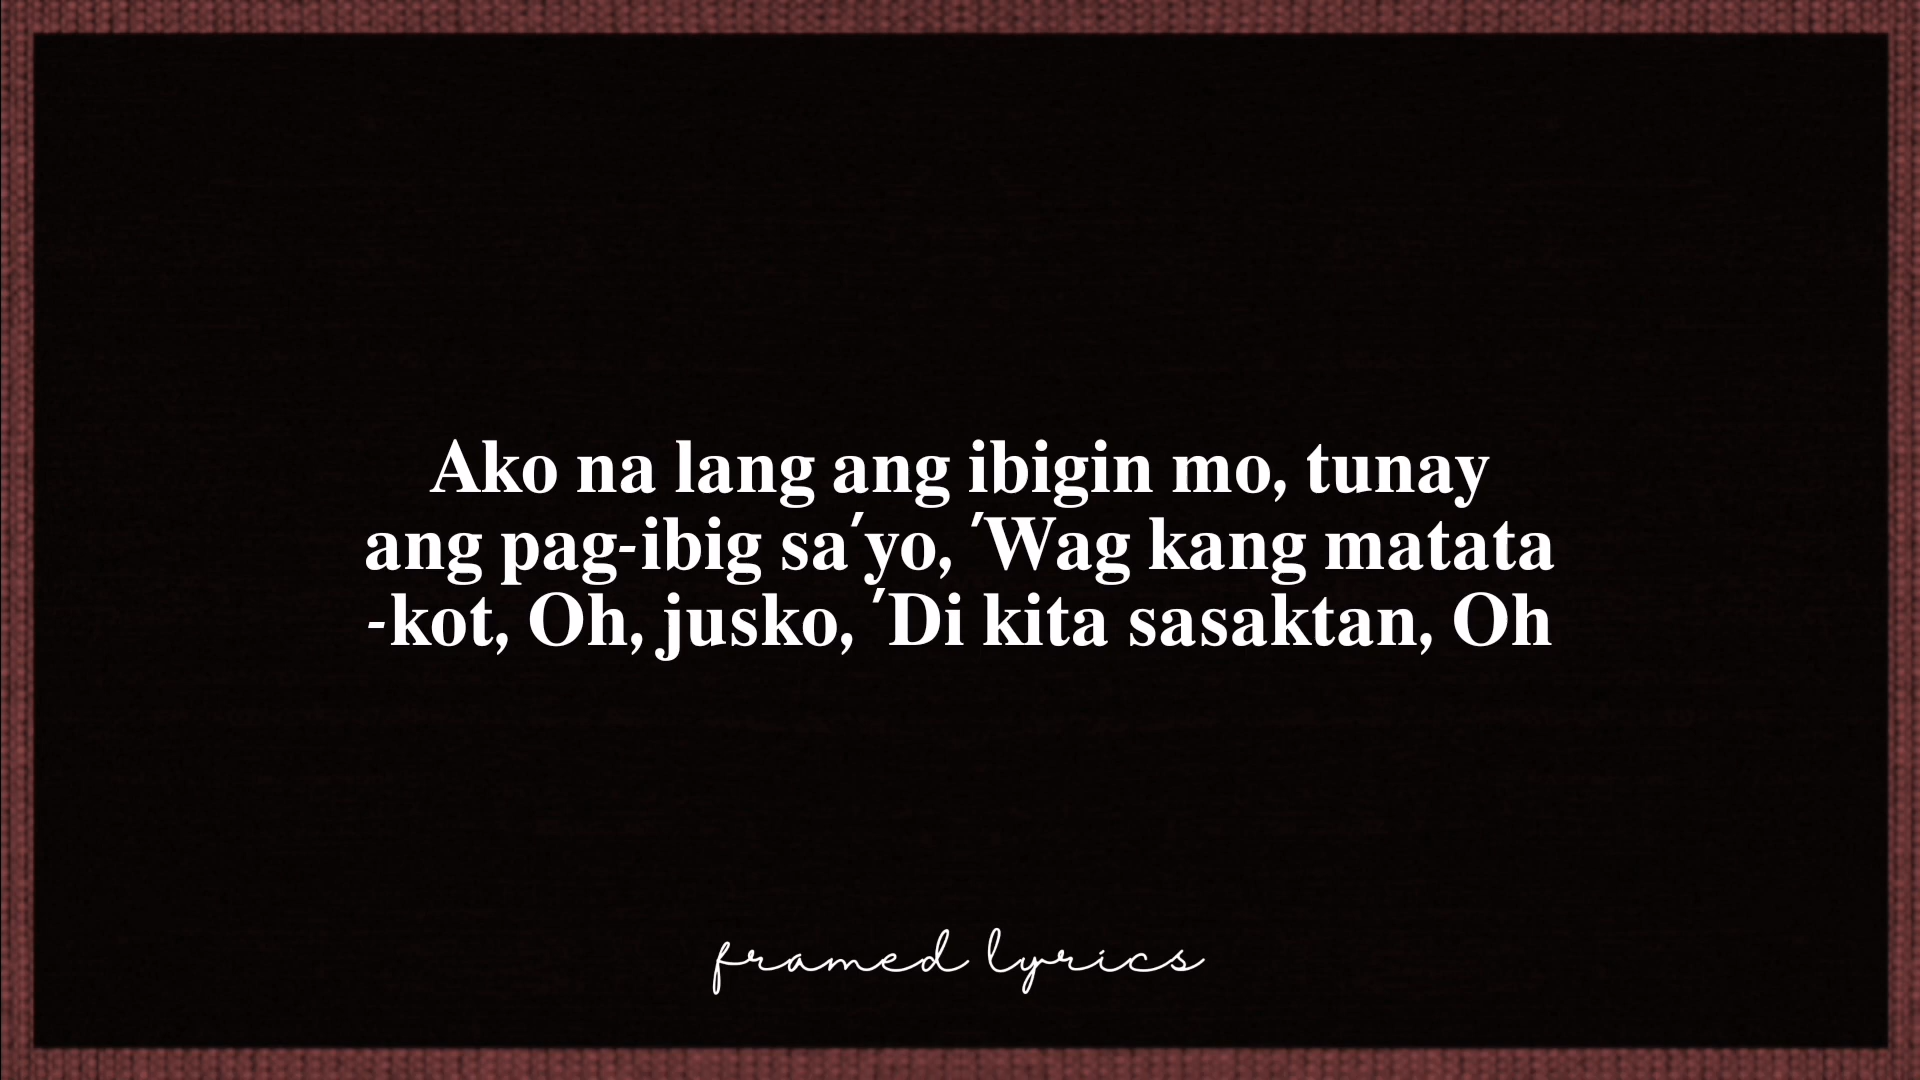 Ako na lang ang ibigin mo, tunay
ang pag-ibig sa'yo, 'Wag kang matata
-kot, Oh, jusko, 'Di kita sasaktan, Oh
framed lyrics